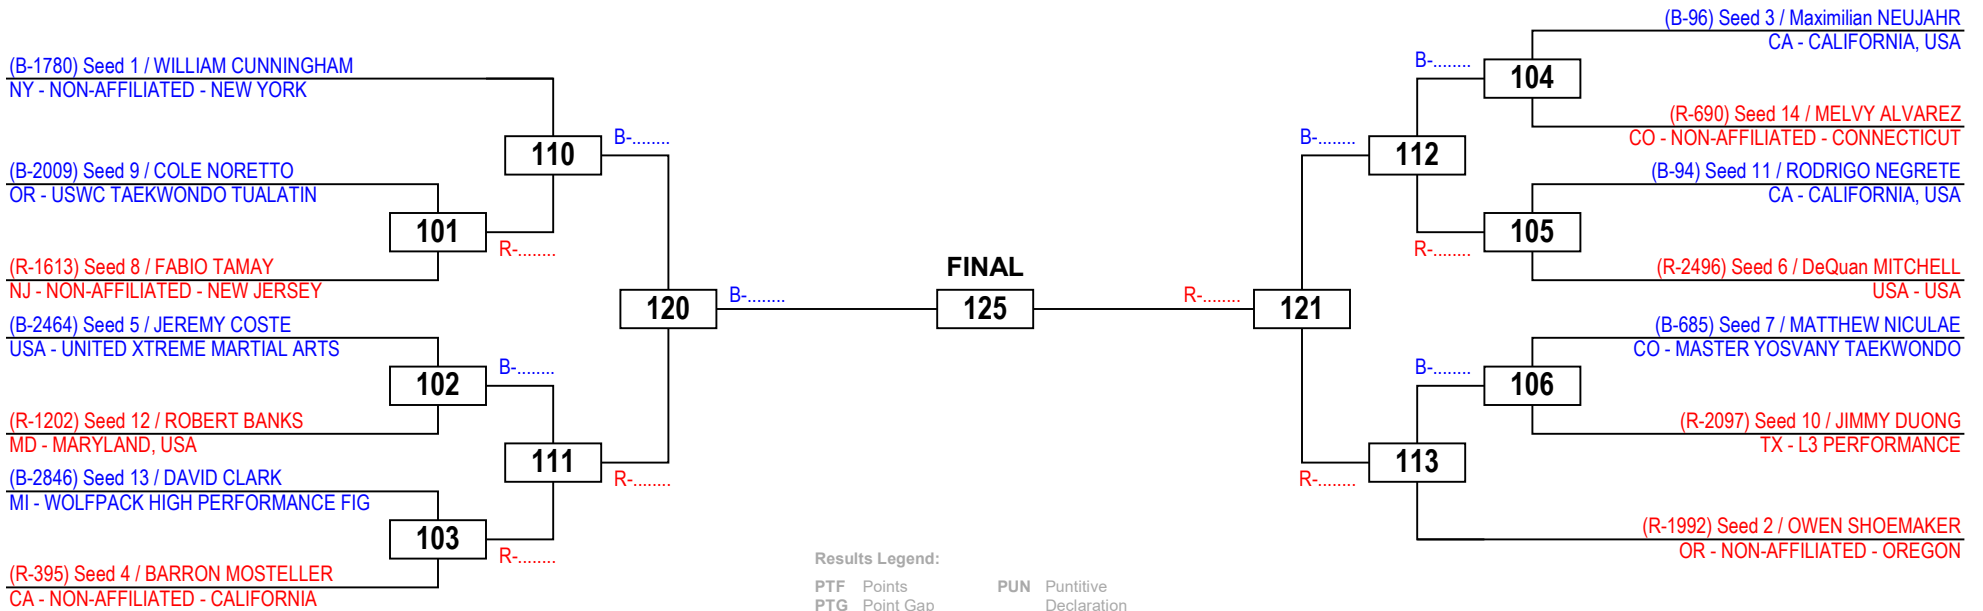 (B-1780) Seed 1 / WILLIAM CUNNINGHAM
NY - NON-AFFILIATED - NEW YORK
(B-2009) Seed 9 / COLE NORETTO
OR - USWC TAEKWONDO TUALATIN
(R-1613) Seed 8 / FABIO TAMAY
NJ - NON-AFFILIATED - NEW JERSEY
(B-2464) Seed 5 / JEREMY COSTE
USA - UNITED XTREME MARTIAL ARTS
(R-1202) Seed 12 / ROBERT BANKS
MD - MARYLAND, USA
(B-2846) Seed 13 / DAVID CLARK
MI - WOLFPACK HIGH PERFORMANCE FIG
(R-395) Seed 4 / BARRON MOSTELLER
CA - NON-AFFILIATED - CALIFORNIA
101
R-........
102
B-........
103
R-........
110
B-........
111
R-........
120
B-........
FINAL
125
R-........
121
B-........
112
R-........
113
B-........
104
R-........
105
B-........
106
(B-96) Seed 3 / Maximilian NEUJAHR
CA - CALIFORNIA, USA
(R-690) Seed 14 / MELVY ALVAREZ
CO - NON-AFFILIATED - CONNECTICUT
(B-94) Seed 11 / RODRIGO NEGRETE
CA - CALIFORNIA, USA
(R-2496) Seed 6 / DeQuan MITCHELL
USA - USA
(B-685) Seed 7 / MATTHEW NICULAE
CO - MASTER YOSVANY TAEKWONDO
(R-2097) Seed 10 / JIMMY DUONG
TX - L3 PERFORMANCE
(R-1992) Seed 2 / OWEN SHOEMAKER
OR - NON-AFFILIATED - OREGON
Results Legend:
PTF Points
PTG Point Gap
PUN Puntitive
Declaration